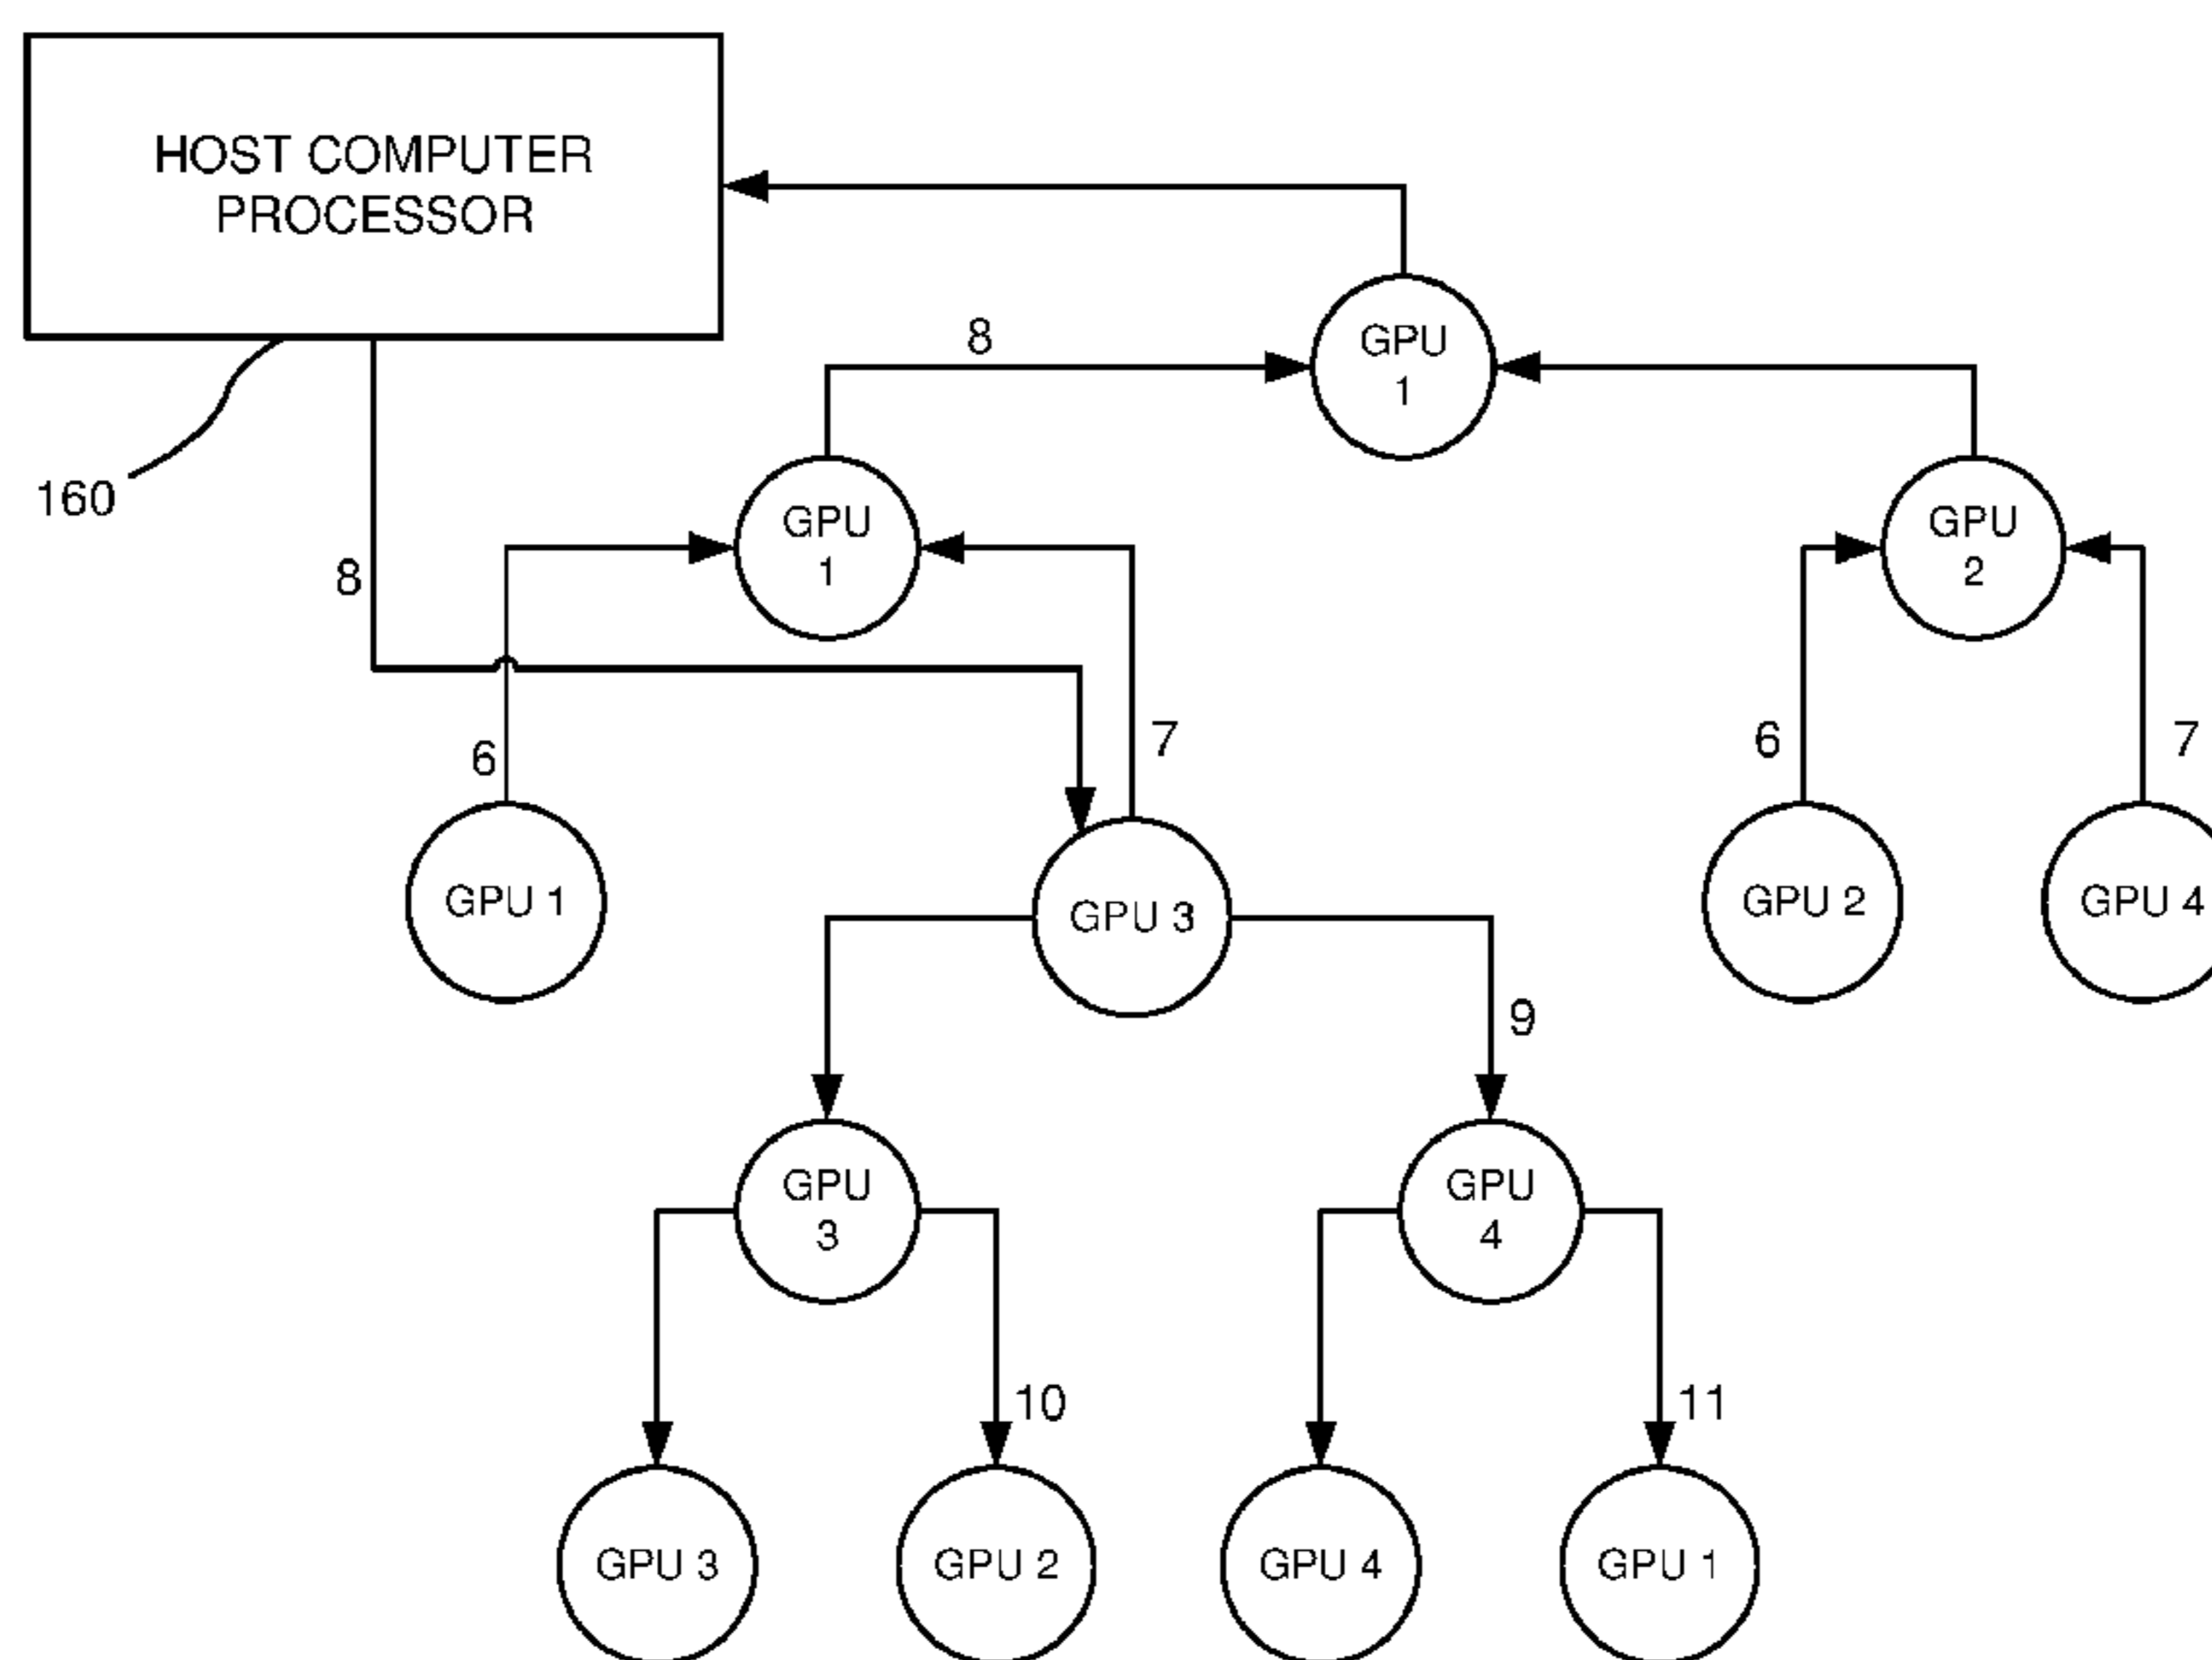 HOST COMPUTER
PROCESSOR
8
GPU
1
160
8
GPU
1
GPU
2
6
7
6
7
GPU 1
GPU 3
GPU 2
GPU 4
9
GPU
3
GPU
4
10
11
GPU 3
GPU 2
GPU 4
GPU 1